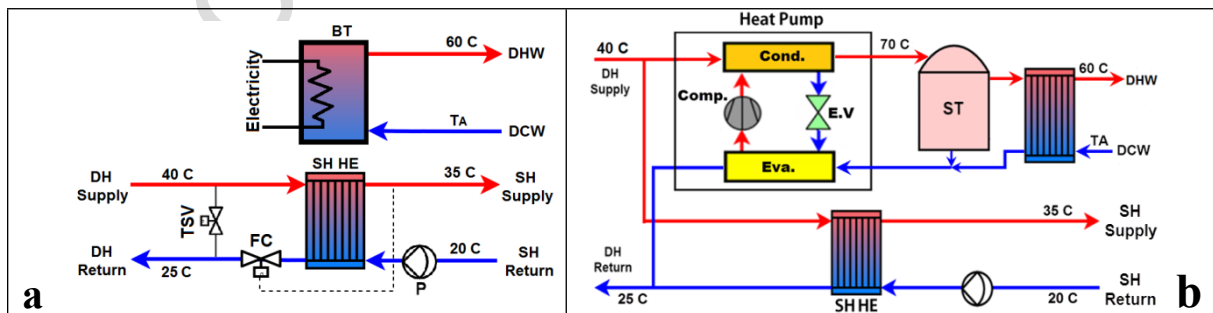 BT
60 C
DHW
Electricity
TA
DCW
SH HE
DH
Supply
40 C
35 C
SH
Supply
TSV
FC
DH
Return
25 C
20 C
SH
Return
P
a
Heat Pump
40 C
DH
Supply
Cond.
70 C
Comp.
E.V
ST
60 C
DHW
TA
DCW
Eva.
35 C
SH
Supply
DH
Return
25 C
SH HE
20 C
SH
Return
b